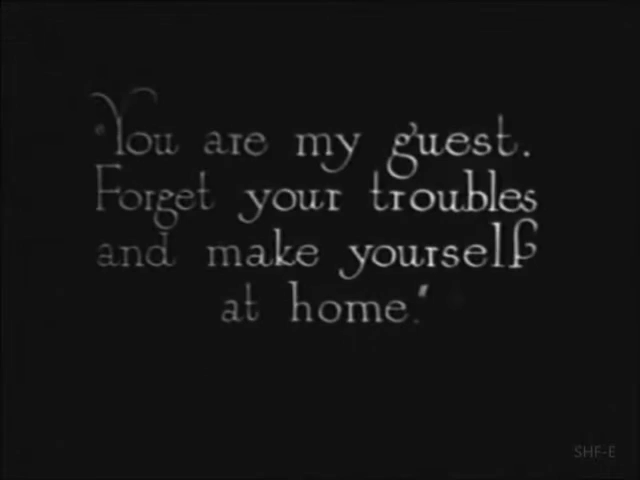 "You are my guest.
Forget your troubles
and make yourself
at home."
SHF-E